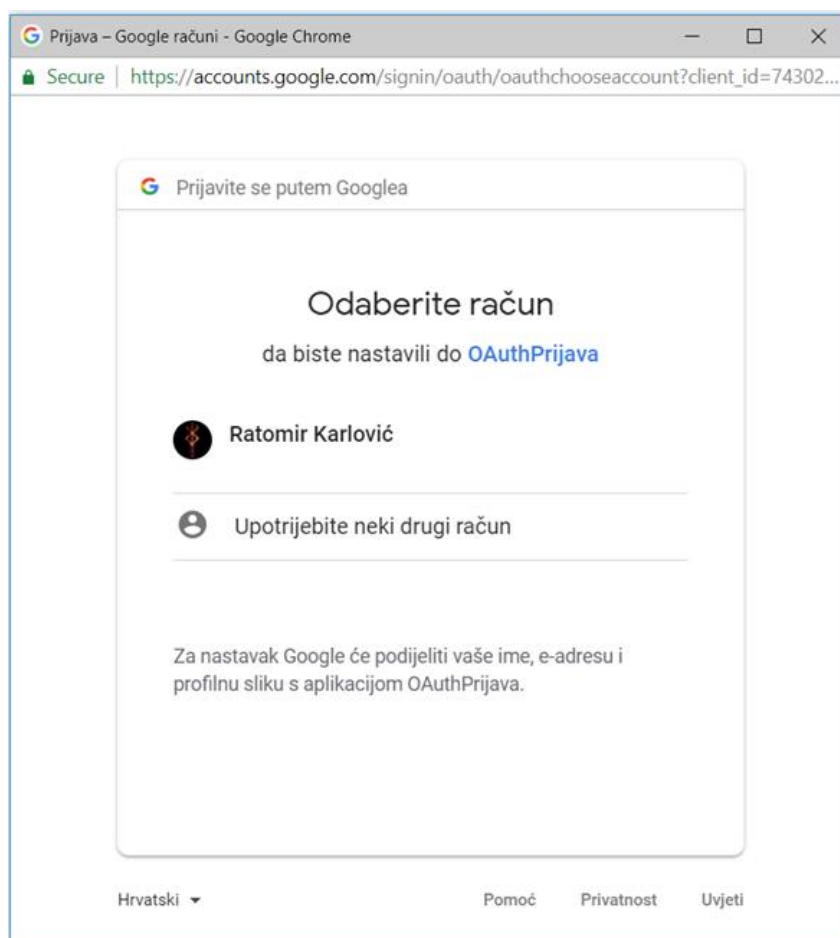 Prijava – Google računi - Google Chrome
Secure | https://accounts.google.com/signin/oauth/oauthchooseaccount?client_id=74302...
Prijavite se putem Googlea
Odaberite račun
da biste nastavili do OAuthPrijava
Ratomir Karlović
Upotrijebite neki drugi račun
Za nastavak Google će podijeliti vaše ime, e-adresu i
profilnu sliku s aplikacijom OAuthPrijava.
Hrvatski Pomoć Privatnost Uvjeti